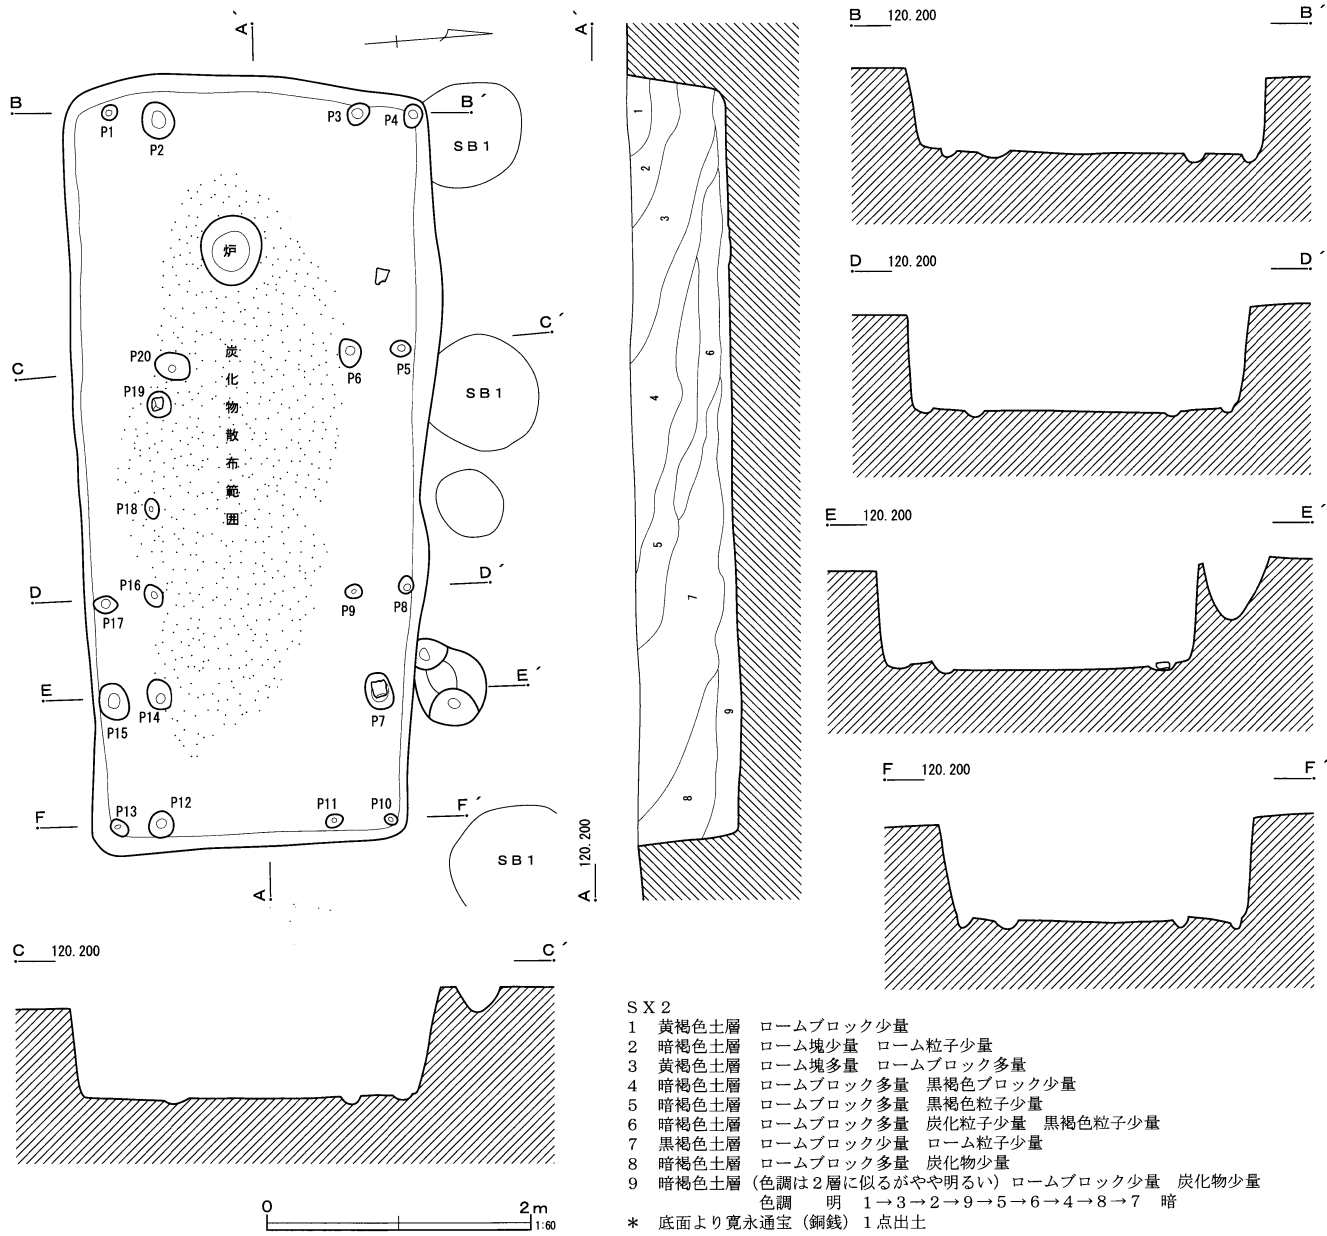 A´
A´
B 120.200 B´
B B´
P1 P2 P3 P4 SB1
炉
D 120.200 D´
C C´
炭化物散布範囲
P20 P6 P5
P19 SB1
P18
E 120.200 E´
D D´
P16 P9 P8
P17
E E´
P15 P14 P7
F 120.200 F´
F F´
P13 P12 P11 P10
SB1
A
A 120.200
1
2
3
4
5
6
7
8
9
C 120.200 C´
0 2m
1:60
SX2
1 黄褐色土層 ロームブロック少量
2 暗褐色土層 ローム塊少量 ローム粒子少量
3 黄褐色土層 ローム塊多量 ロームブロック多量
4 暗褐色土層 ロームブロック多量 黒褐色ブロック少量
5 暗褐色土層 ロームブロック多量 黒褐色粒子少量
6 暗褐色土層 ロームブロック多量 炭化粒子少量 黒褐色粒子少量
7 黒褐色土層 ロームブロック少量 ローム粒子少量
8 暗褐色土層 ロームブロック多量 炭化物少量
9 暗褐色土層（色調は2層に似るがやや明るい）ロームブロック少量 炭化物少量
色調 明 1→3→2→9→5→6→4→8→7 暗
＊ 底面より寛永通宝（銅銭）1点出土